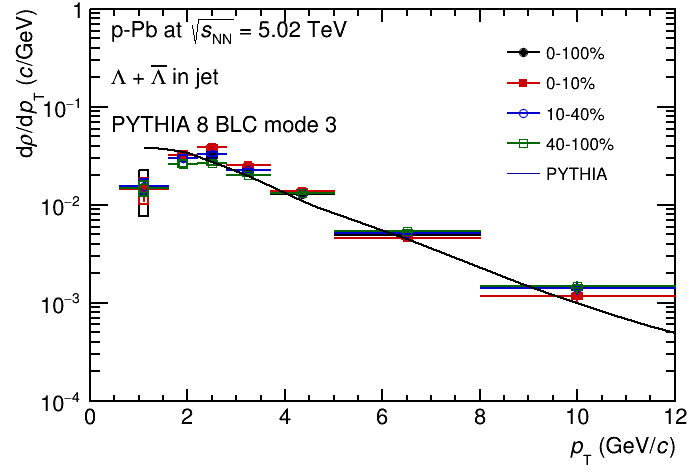 p-Pb at √s_NN = 5.02 TeV
Λ + Λ̅ in jet
PYTHIA 8 BLC mode 3
0-100%
0-10%
10-40%
40-100%
PYTHIA
dρ/dp_T (c/GeV)
1
10⁻¹
10⁻²
10⁻³
10⁻⁴
0 2 4 6 8 10 12
p_T (GeV/c)